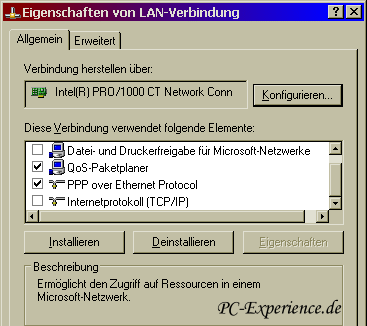 Eigenschaften von LAN-Verbindung
Allgemein Erweitert
Verbindung herstellen über:
Intel(R) PRO/1000 CT Network Conn
Konfigurieren...
Diese Verbindung verwendet folgende Elemente:
Datei- und Druckerfreigabe für Microsoft-Netzwerke
QoS-Paketplaner
PPP over Ethernet Protocol
Internetprotokoll (TCP/IP)
Installieren Deinstallieren Eigenschaften
Beschreibung
Ermöglicht den Zugriff auf Ressourcen in einem
Microsoft-Netzwerk.
PC-Experience.de